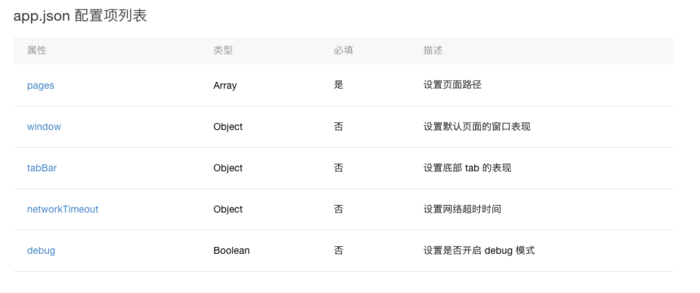 app.json 配置项列表
属性 类型 必填 描述
pages Array 是 设置页面路径
window Object 否 设置默认页面的窗口表现
tabBar Object 否 设置底部 tab 的表现
networkTimeout Object 否 设置网络超时时间
debug Boolean 否 设置是否开启 debug 模式